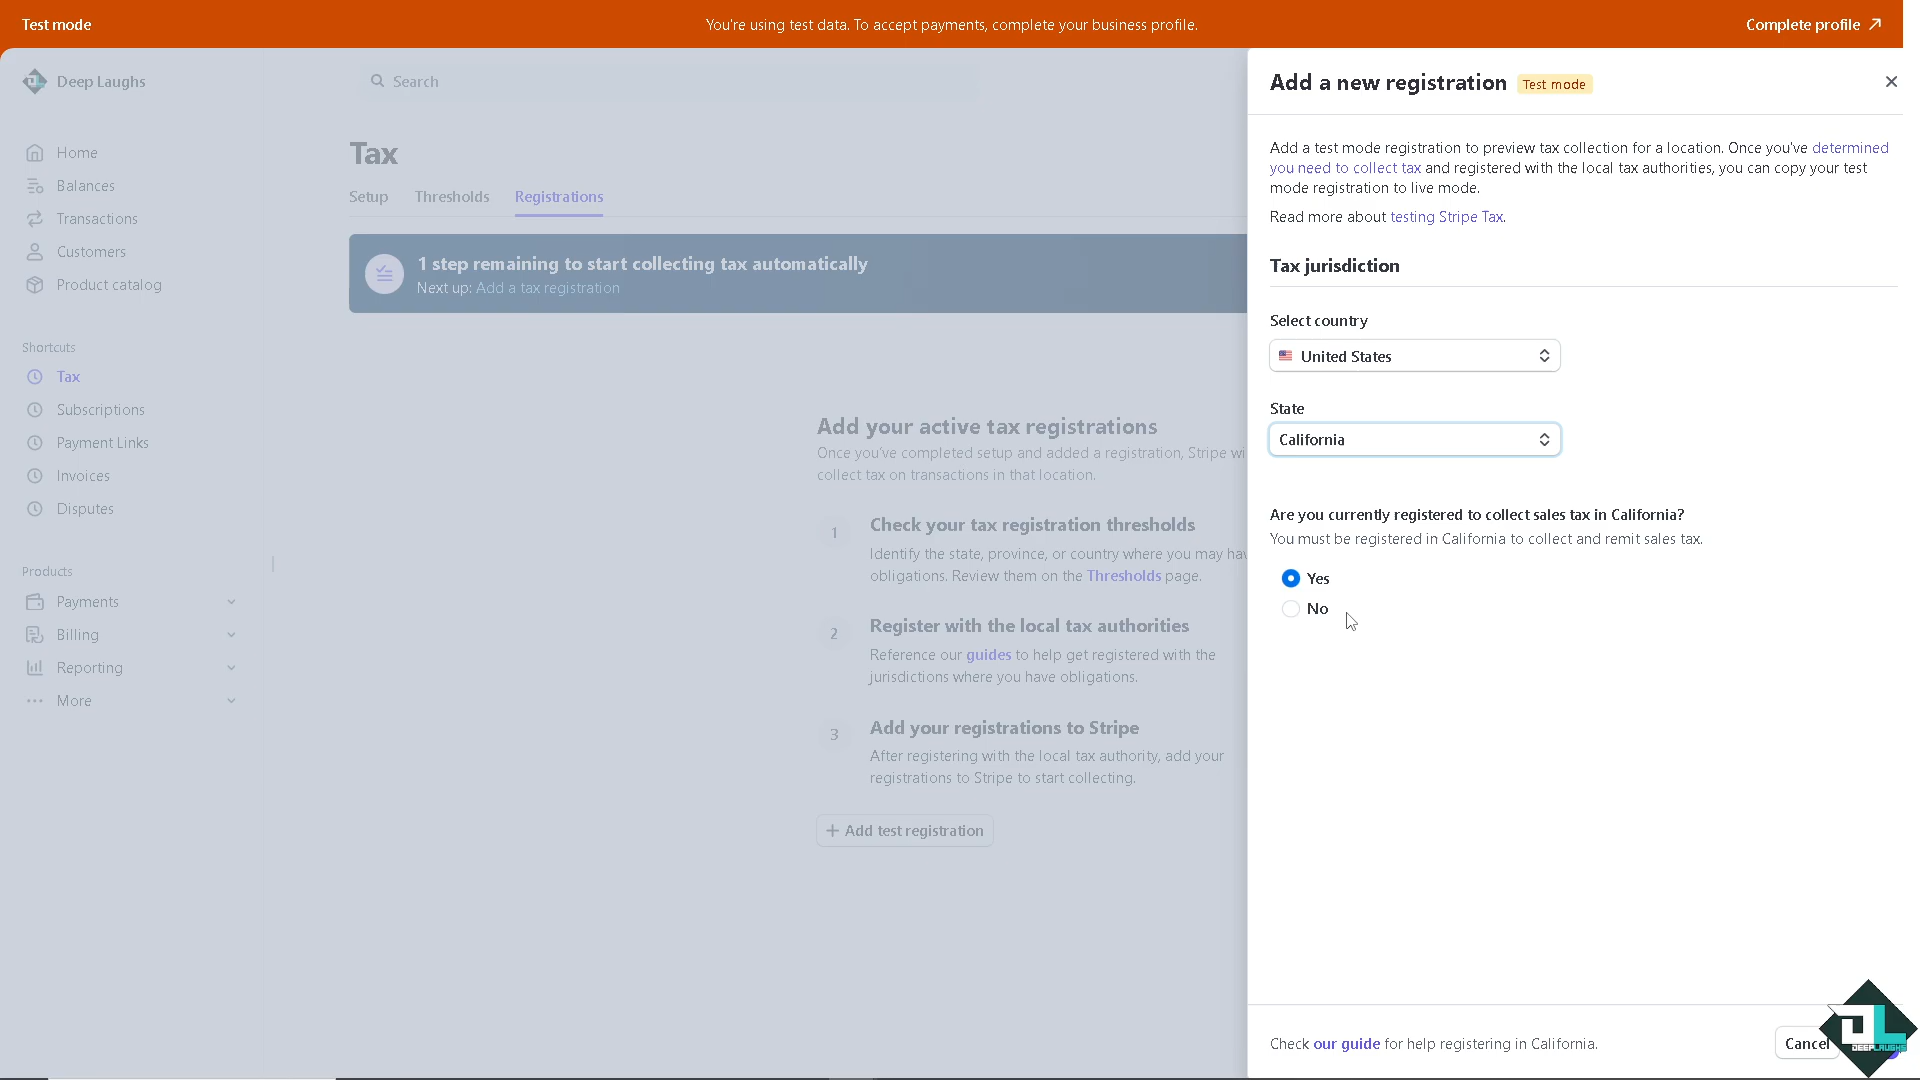 Test mode
You're using test data. To accept payments, complete your business profile.
Complete profile
Deep Laughs
Search
Home
Balances
Transactions
Customers
Product catalog
Shortcuts
Tax
Subscriptions
Payment Links
Invoices
Disputes
Products
Payments
Billing
Reporting
More
Tax
Setup
Thresholds
Registrations
1 step remaining to start collecting tax automatically
Next up: Add a tax registration
Add your active tax registrations
Once you've completed setup and added a registration, Stripe wi
collect tax on transactions in that location.
1
Check your tax registration thresholds
Identify the state, province, or country where you may hav
obligations. Review them on the Thresholds page.
2
Register with the local tax authorities
Reference our guides to help get registered with the
jurisdictions where you have obligations.
3
Add your registrations to Stripe
After registering with the local tax authority, add your
registrations to Stripe to start collecting.
Add test registration
Add a new registration
Test mode
Add a test mode registration to preview tax collection for a location. Once you've determined
you need to collect tax and registered with the local tax authorities, you can copy your test
mode registration to live mode.
Read more about testing Stripe Tax.
Tax jurisdiction
Select country
United States
State
California
Are you currently registered to collect sales tax in California?
You must be registered in California to collect and remit sales tax.
Yes
No
Check our guide for help registering in California.
Cancel
DEEPLAUGHS